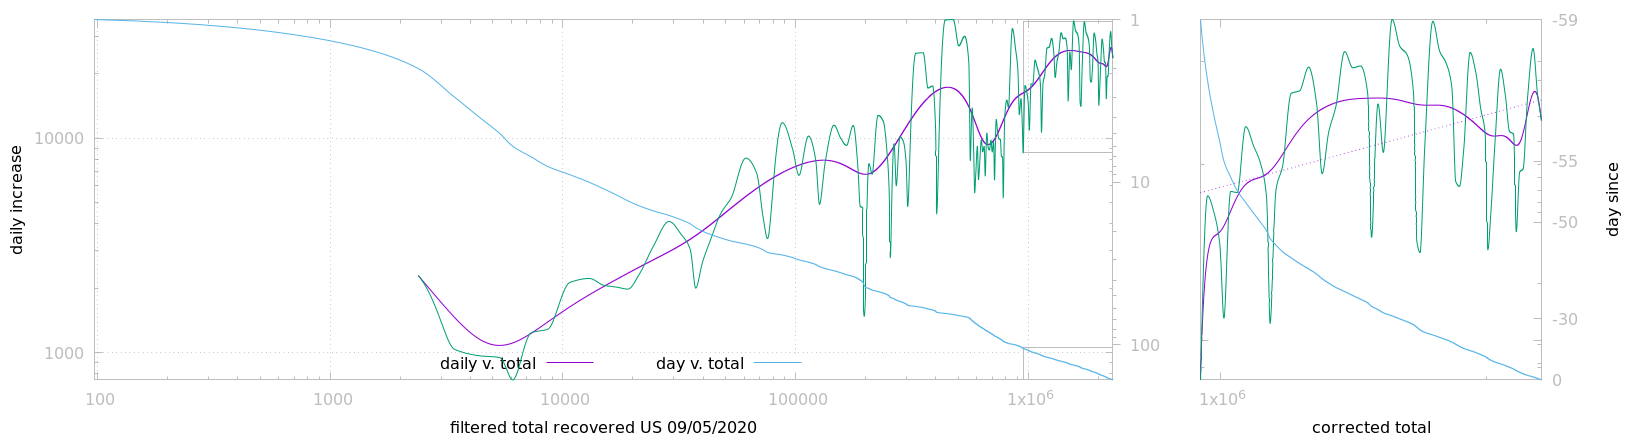 daily increase
10000
1000
100
1000
10000
100000
1x10⁶
1
10
100
daily v. total
day v. total
filtered total recovered US 09/05/2020
1x10⁶
-59
-55
-50
-30
0
day since
corrected total